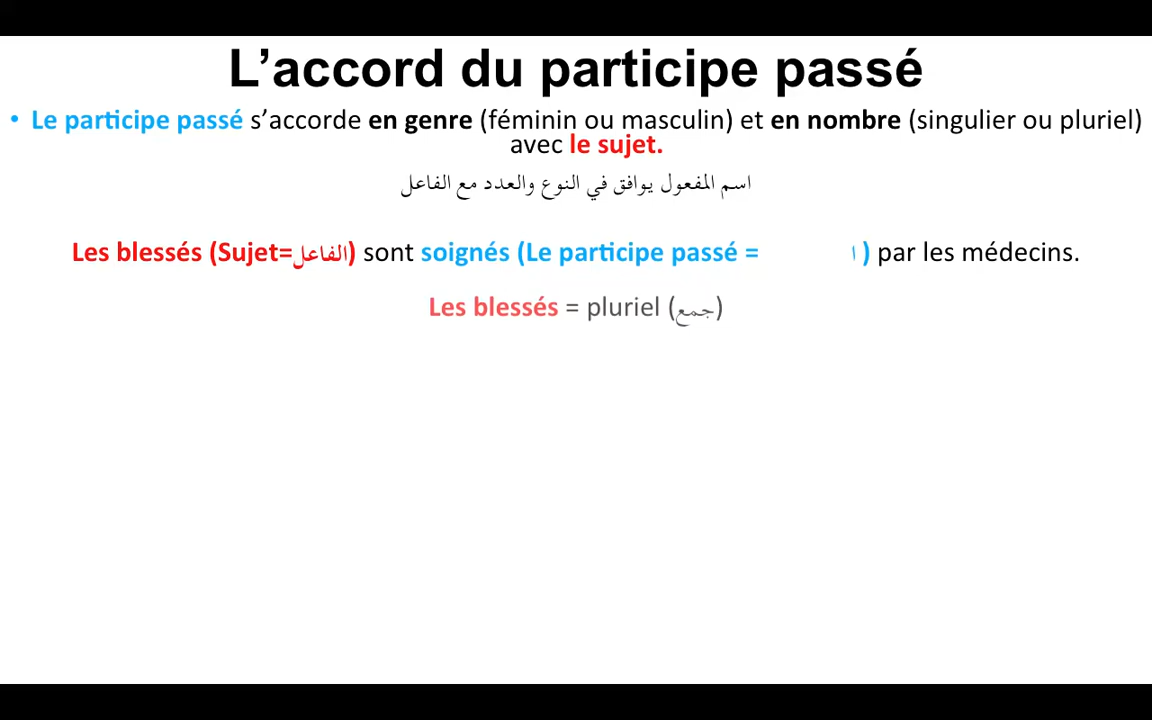 L’accord du participe passé
• Le participe passé s’accorde en genre (féminin ou masculin) et en nombre (singulier ou pluriel)
avec le sujet.
اسم المفعول يوافق في النوع والعدد مع الفاعل
Les blessés (Sujet=الفاعل) sont soignés (Le participe passé = ا ) par les médecins.
Les blessés = pluriel (جمع)